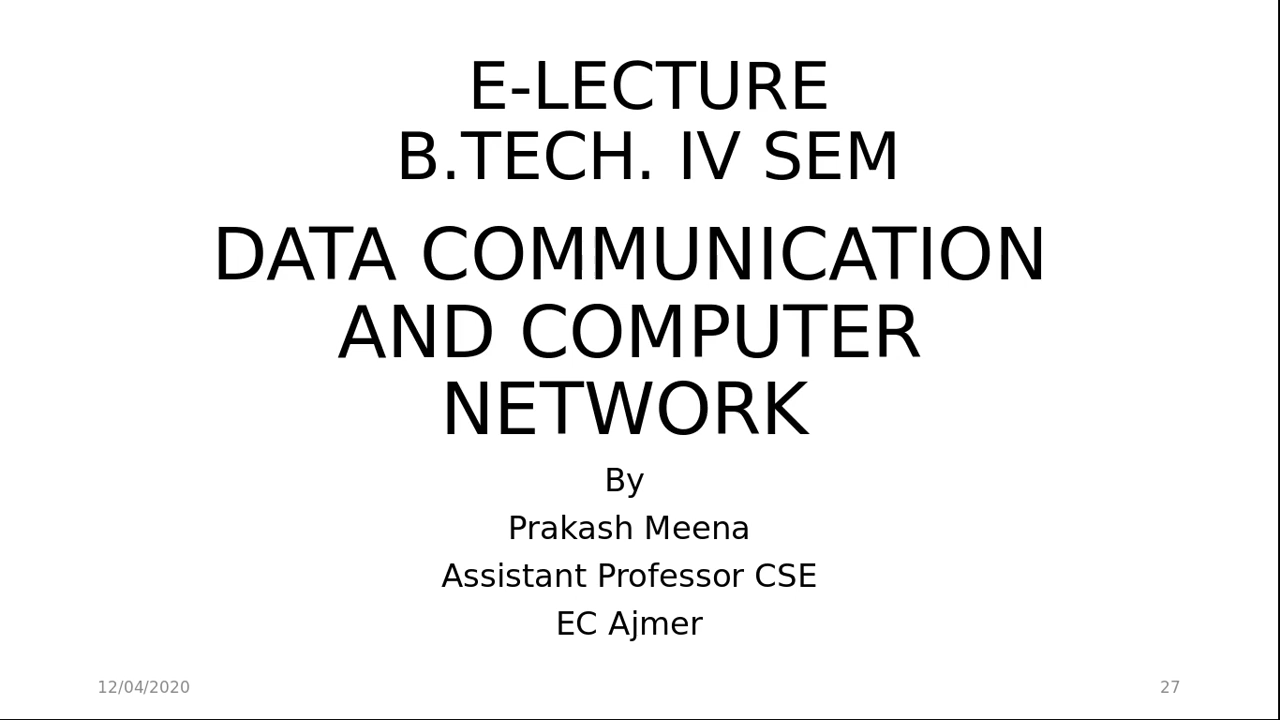 E-LECTURE
B.TECH. IV SEM
DATA COMMUNICATION
AND COMPUTER
NETWORK
By
Prakash Meena
Assistant Professor CSE
EC Ajmer
12/04/2020
27